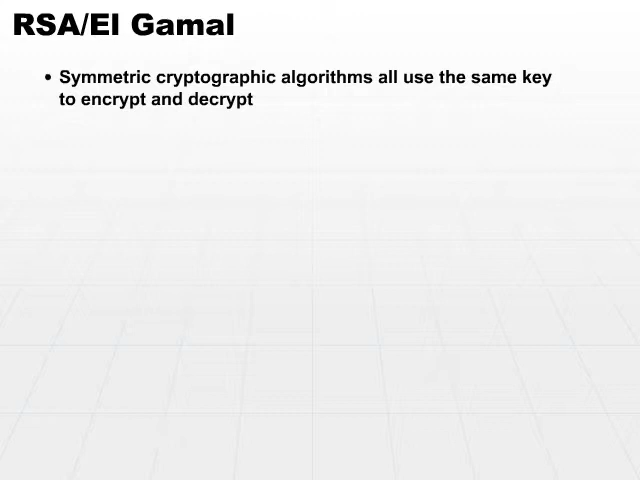 RSA/El Gamal
• Symmetric cryptographic algorithms all use the same key
to encrypt and decrypt